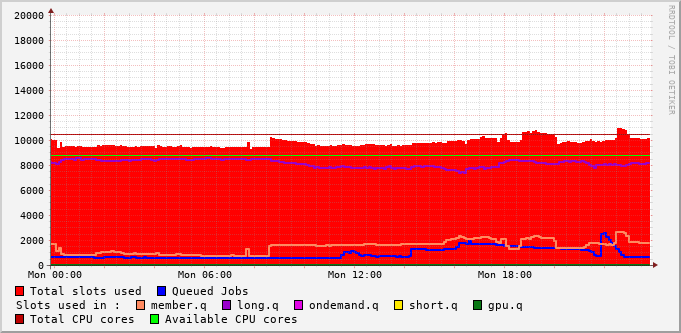 20000
18000
16000
14000
12000
10000
8000
6000
4000
2000
0
Mon 00:00 Mon 06:00 Mon 12:00 Mon 18:00
Total slots used Queued Jobs
Slots used in : member.q long.q ondemand.q short.q gpu.q
Total CPU cores Available CPU cores
RRDTOOL / TOBI OETIKER